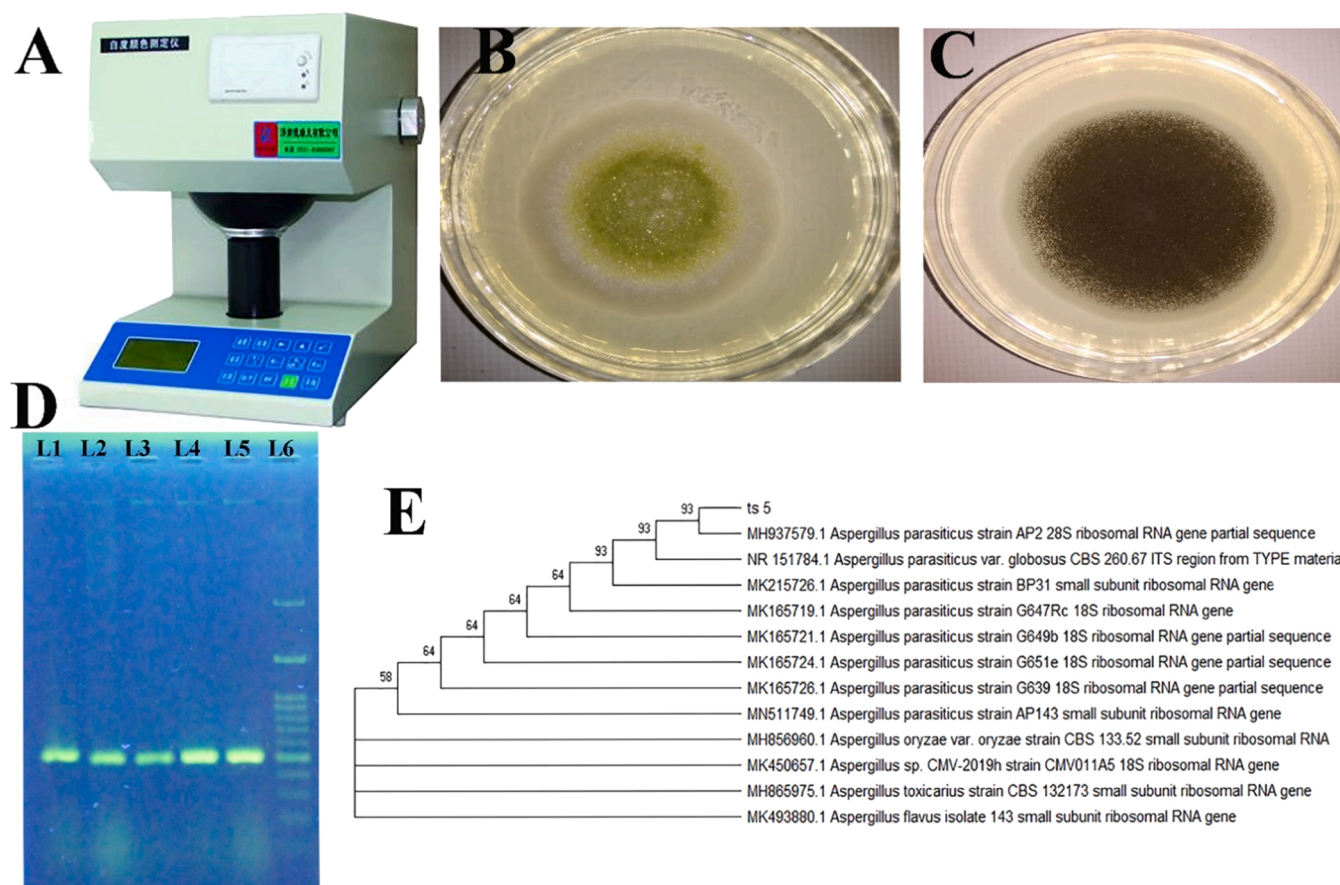 A
白度颜色测定仪
B
C
D
L1 L2 L3 L4 L5 L6
E
93
ts 5
93
MH937579.1 Aspergillus parasiticus strain AP2 28S ribosomal RNA gene partial sequence
93
NR 151784.1 Aspergillus parasiticus var. globosus CBS 260.67 ITS region from TYPE materia
64
MK215726.1 Aspergillus parasiticus strain BP31 small subunit ribosomal RNA gene
64
MK165719.1 Aspergillus parasiticus strain G647Rc 18S ribosomal RNA gene
64
MK165721.1 Aspergillus parasiticus strain G649b 18S ribosomal RNA gene partial sequence
64
MK165724.1 Aspergillus parasiticus strain G651e 18S ribosomal RNA gene partial sequence
58
MK165726.1 Aspergillus parasiticus strain G639 18S ribosomal RNA gene partial sequence
MN511749.1 Aspergillus parasiticus strain AP143 small subunit ribosomal RNA gene
MH856960.1 Aspergillus oryzae var. oryzae strain CBS 133.52 small subunit ribosomal RNA
MK450657.1 Aspergillus sp. CMV-2019h strain CMV011A5 18S ribosomal RNA gene
MH865975.1 Aspergillus toxicarius strain CBS 132173 small subunit ribosomal RNA gene
MK493880.1 Aspergillus flavus isolate 143 small subunit ribosomal RNA gene